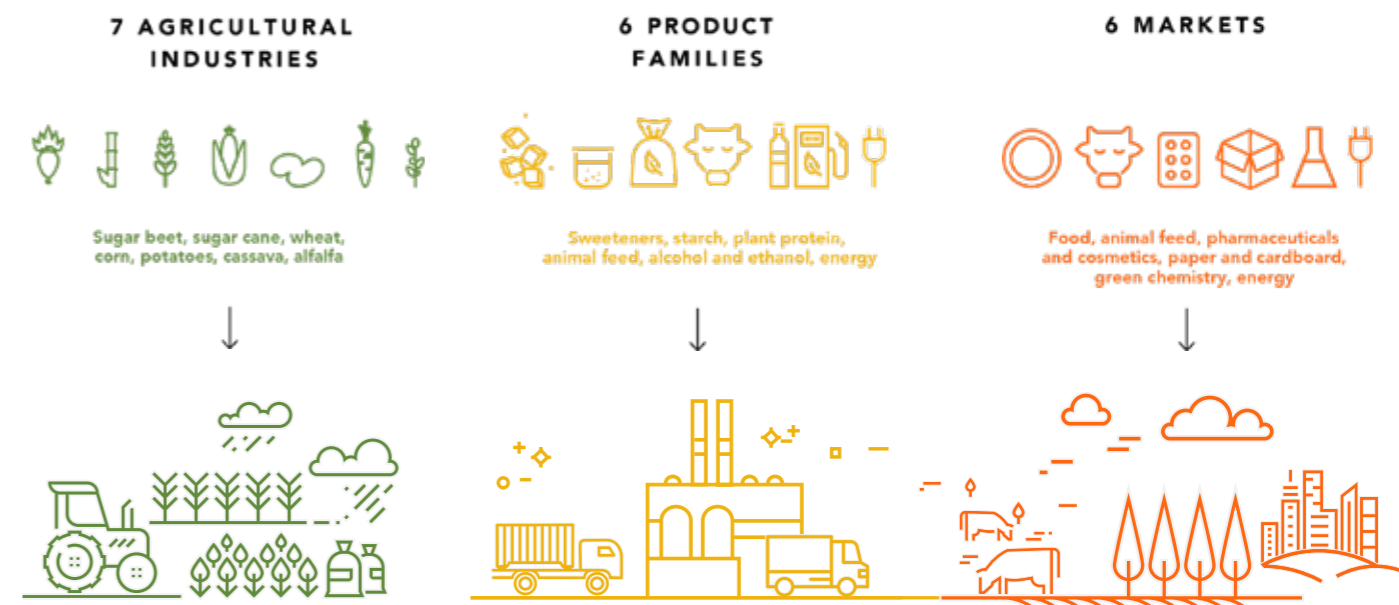 7 AGRICULTURAL
INDUSTRIES
Sugar beet, sugar cane, wheat,
corn, potatoes, cassava, alfalfa
6 PRODUCT
FAMILIES
Sweeteners, starch, plant protein,
animal feed, alcohol and ethanol, energy
6 MARKETS
Food, animal feed, pharmaceuticals
and cosmetics, paper and cardboard,
green chemistry, energy